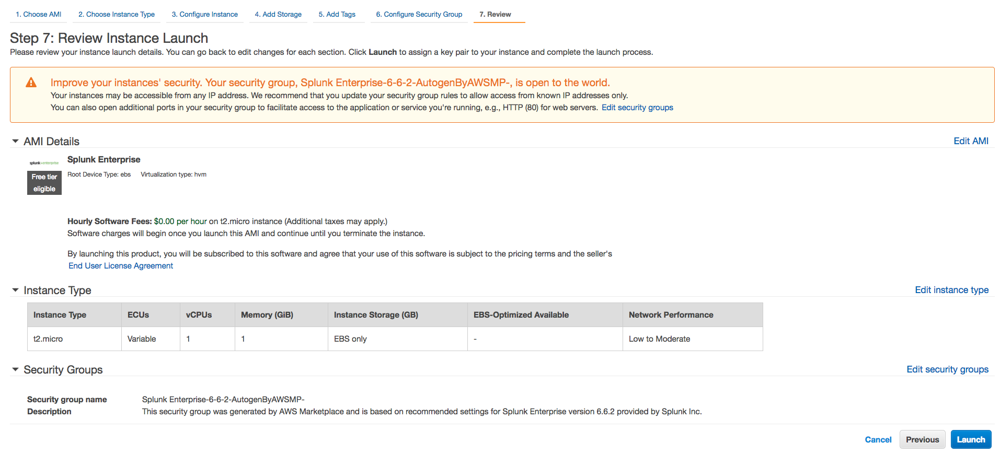 1. Choose AMI 2. Choose Instance Type 3. Configure Instance 4. Add Storage 5. Add Tags 6. Configure Security Group 7. Review
Step 7: Review Instance Launch
Please review your instance launch details. You can go back to edit changes for each section. Click Launch to assign a key pair to your instance and complete the launch process.
Improve your instances' security. Your security group, Splunk Enterprise-6-6-2-AutogenByAWSMP-, is open to the world.
Your instances may be accessible from any IP address. We recommend that you update your security group rules to allow access from known IP addresses only.
You can also open additional ports in your security group to facilitate access to the application or service you're running, e.g., HTTP (80) for web servers. Edit security groups
AMI Details Edit AMI
splunk>enterprise Splunk Enterprise
Free tier
eligible
Root Device Type: ebs Virtualization type: hvm
Hourly Software Fees: $0.00 per hour on t2.micro instance (Additional taxes may apply.)
Software charges will begin once you launch this AMI and continue until you terminate the instance.
By launching this product, you will be subscribed to this software and agree that your use of this software is subject to the pricing terms and the seller's
End User License Agreement
Instance Type Edit instance type
Instance Type ECUs vCPUs Memory (GiB) Instance Storage (GB) EBS-Optimized Available Network Performance
t2.micro Variable 1 1 EBS only - Low to Moderate
Security Groups Edit security groups
Security group name Splunk Enterprise-6-6-2-AutogenByAWSMP-
Description This security group was generated by AWS Marketplace and is based on recommended settings for Splunk Enterprise version 6.6.2 provided by Splunk Inc.
Cancel Previous Launch